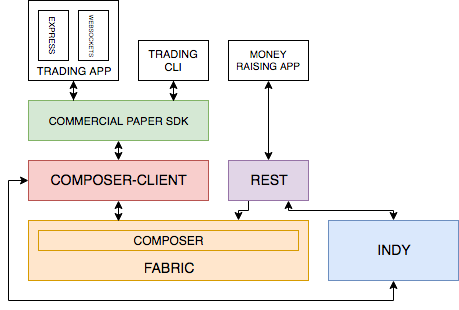 EXPRESS
WEBSOCKETS
TRADING APP
TRADING
CLI
MONEY
RAISING APP
COMMERCIAL PAPER SDK
COMPOSER-CLIENT
REST
COMPOSER
FABRIC
INDY